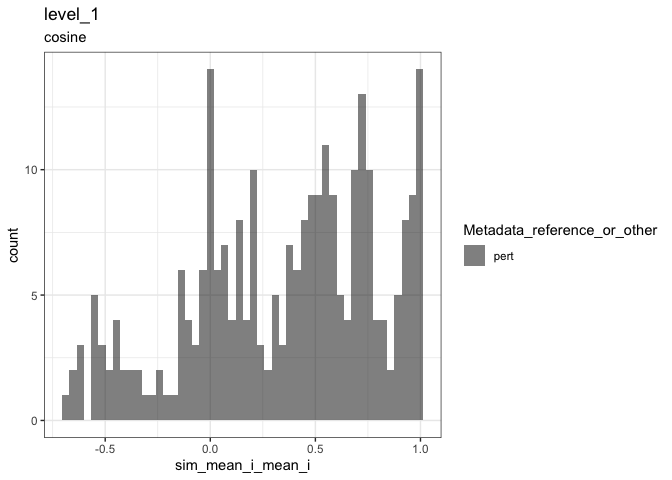 level_1
cosine
10
5
0
count
-0.5
0.0
0.5
1.0
sim_mean_i_mean_i
Metadata_reference_or_other
pert